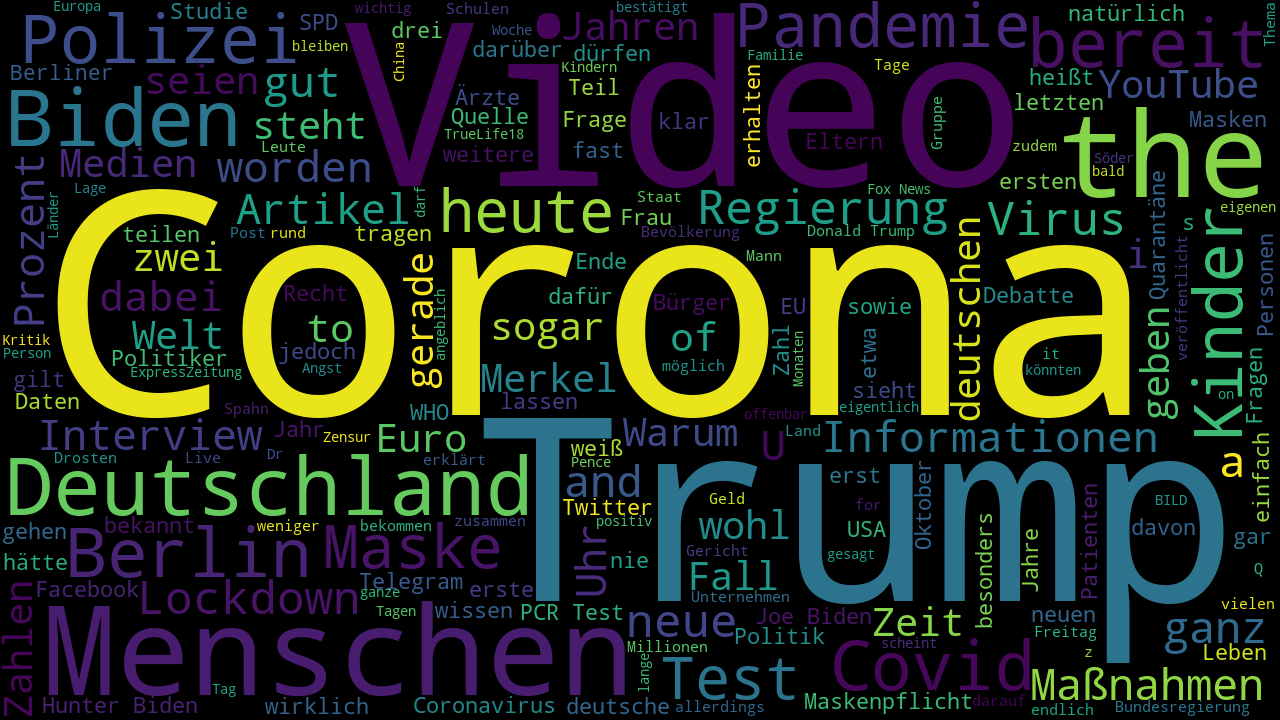 Europa
Studie
wichtig
Schulen
bestätigt
natürlich
Thema
Polizei
SPD
bleiben
drei
Woche
darüber
Jahren
dürfen
Pandemie
bereit
Video
China
Berliner
seien
gut
Ärzte
Kindern
Teil
Familie
Tage
heißt
YouTube
Biden
steht
Leute
Quelle
TrueLife18
weitere
Frage
fast
klar
erhalten
Eltern
Gruppe
letzten
zudem
Masken
the
Söder
bald
Medien
worden
Prozent
Lage
Länder
Artikel
darf
heute
Staat
Frau
Bevölkerung
Regierung
Fox News
Donald Trump
ersten
Virus
Quarantäne
s
eigenen
teilen
Post
rund
tragen
zwei
Corona
gerade
Ende
Mann
deutschen
i
Kinder
veröffentlicht
Personen
dabei
Recht
angeblich
dafür
Bürger
EU
sowie
Debatte
Welt
to
sogar
of
Zahl
Monaten
etwa
geben
Kritik
Person
Politiker
jedoch
ExpressZeitung
Angst
Merkel
möglich
it
könnten
gilt
Daten
Spahn
WHO
lassen
sieht
eigentlich
on
Fragen
Interview
Jahr
Zensur
Euro
offenbar
Land
Warum
U
Informationen
Deutschland
Drosten
Live
Dr
erklärt
weiß
Pence
and
Trump
erst
a
einfach
Twitter
Geld
for
BILD
gehen
bekannt
weniger
bekommen
zusammen
positiv
wohl
USA
Oktober
besonders
Jahre
Patienten
davon
gar
hätte
Berlin
Maske
Uhr
nie
Gericht
gesagt
Fall
Q
Facebook
Lockdown
Telegram
ganze
Tagen
erste
Unternehmen
vielen
Zahlen
Menschen
wissen
PCR Test
neue
Joe Biden
Zeit
neuen
Freitag
ganz
Politik
Millionen
scheint
z
Leben
Tag
lange
Test
Covid
Maßnahmen
Hunter Biden
wirklich
Coronavirus
deutsche
allerdings
Maskenpflicht
darauf
endlich
Bundesregierung